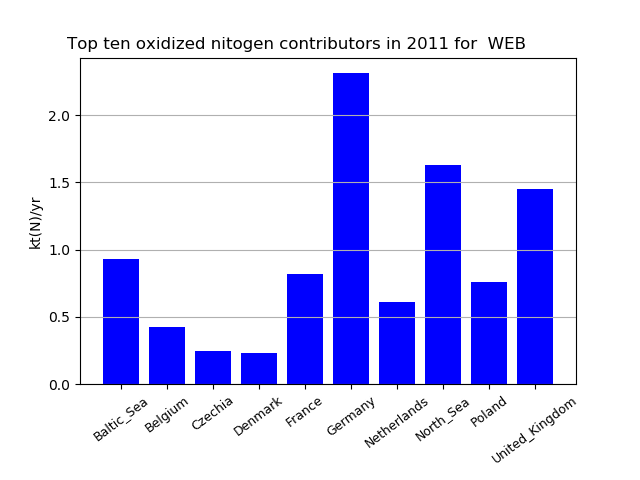 Top ten oxidized nitogen contributors in 2011 for  WEB
kt(N)/yr
2.0
1.5
1.0
0.5
0.0
Baltic_Sea
Belgium
Czechia
Denmark
France
Germany
Netherlands
North_Sea
Poland
United_Kingdom